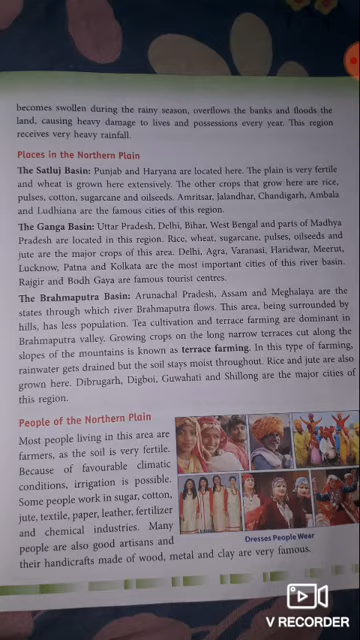 becomes swollen during the rainy season, overflows the banks and floods the
land, causing heavy damage to lives and possessions every year. This region
receives very heavy rainfall.
Places in the Northern Plain
The Satluj Basin: Punjab and Haryana are located here. The plain is very fertile
and wheat is grown here extensively. The other crops that grow here are rice,
pulses, cotton, sugarcane and oilseeds. Amritsar, Jalandhar, Chandigarh, Ambala
and Ludhiana are the famous cities of this region.
The Ganga Basin: Uttar Pradesh, Delhi, Bihar, West Bengal and parts of Madhya
Pradesh are located in this region. Rice, wheat, sugarcane, pulses, oilseeds and
jute are the major crops of this area. Delhi, Agra, Varanasi, Haridwar, Meerut,
Lucknow, Patna and Kolkata are the most important cities of this river basin.
Rajgir and Bodh Gaya are famous tourist centres.
The Brahmaputra Basin: Arunachal Pradesh, Assam and Meghalaya are the
states through which river Brahmaputra flows. This area, being surrounded by
hills, has less population. Tea cultivation and terrace farming are dominant in
Brahmaputra valley. Growing crops on the long narrow terraces cut along the
slopes of the mountains is known as terrace farming. In this type of farming,
rainwater gets drained but the soil stays moist throughout. Rice and jute are also
grown here. Dibrugarh, Digboi, Guwahati and Shillong are the major cities of
this region.
People of the Northern Plain
Most people living in this area are
farmers, as the soil is very fertile.
Because of favourable climatic
conditions, irrigation is possible.
Some people work in sugar, cotton,
jute, textile, paper, leather, fertilizer
and chemical industries. Many
people are also good artisans and
their handicrafts made of wood, metal and clay are very famous.
Dresses People Wear
V RECORDER